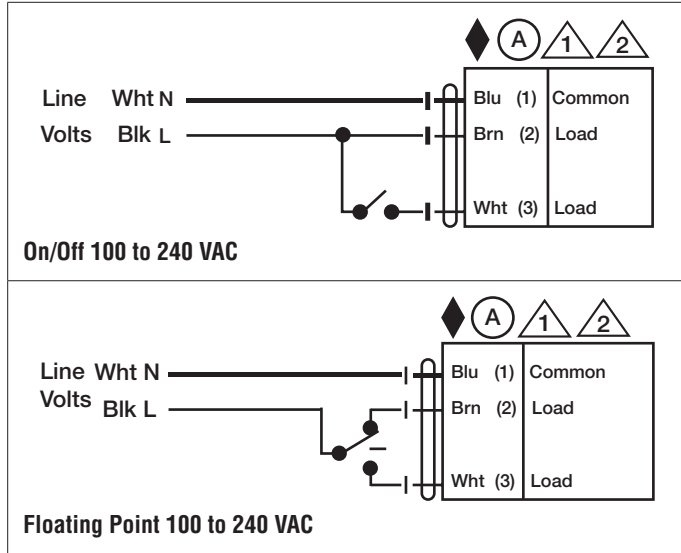 A 1 2
Line Wht N Blu (1) Common
Volts Blk L Brn (2) Load
Wht (3) Load
On/Off 100 to 240 VAC
A 1 2
Line Wht N Blu (1) Common
Volts Blk L Brn (2) Load
Wht (3) Load
Floating Point 100 to 240 VAC